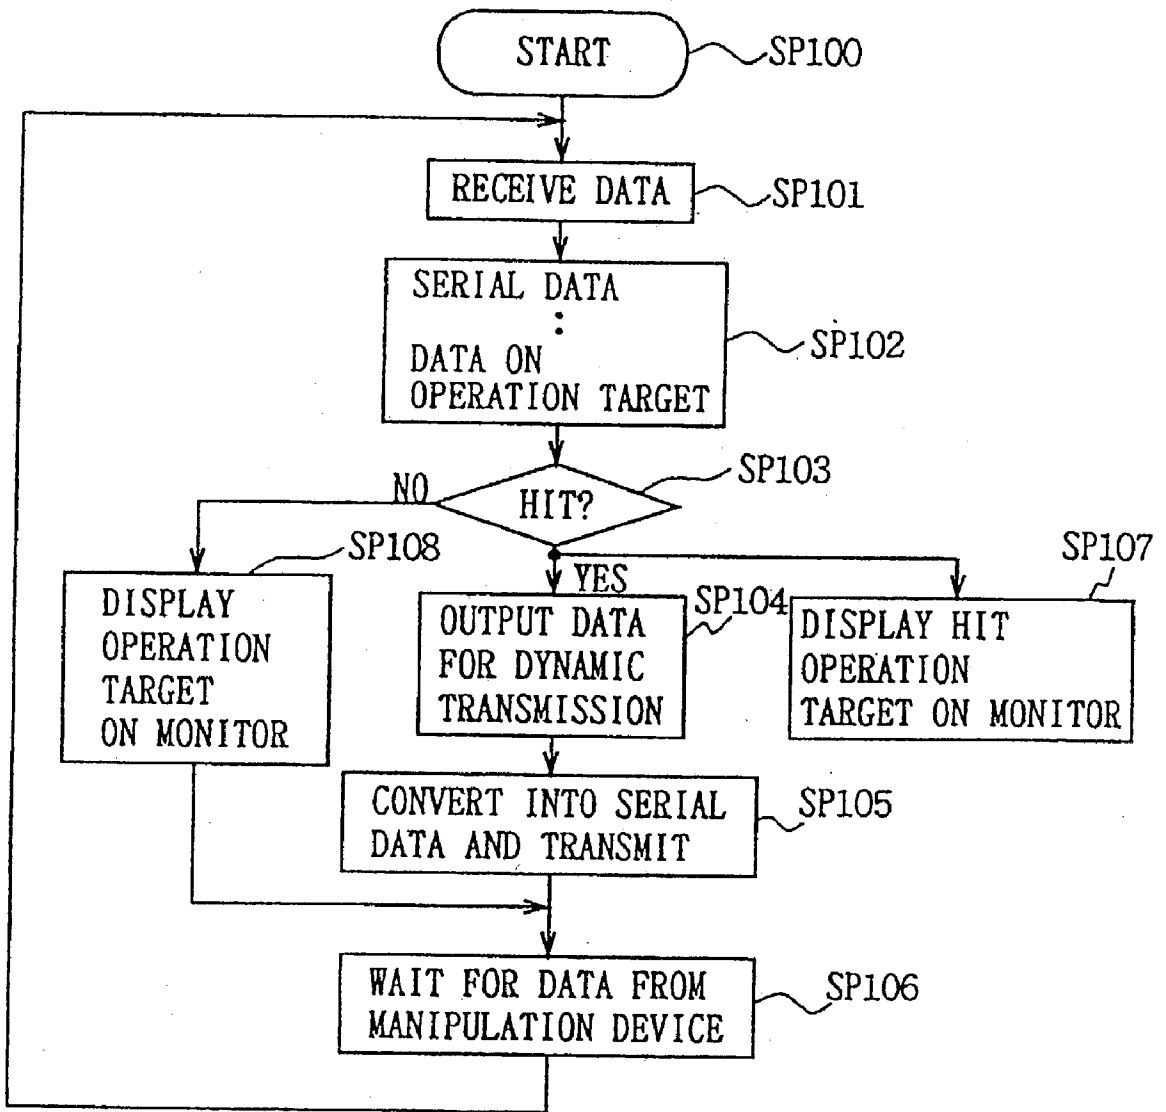 START
SP100
RECEIVE DATA
SP101
SERIAL DATA
:
DATA ON
OPERATION TARGET
SP102
HIT?
SP103
NO
YES
SP108
DISPLAY
OPERATION
TARGET
ON MONITOR
SP104
OUTPUT DATA
FOR DYNAMIC
TRANSMISSION
SP107
DISPLAY HIT
OPERATION
TARGET ON MONITOR
CONVERT INTO SERIAL
DATA AND TRANSMIT
SP105
WAIT FOR DATA FROM
MANIPULATION DEVICE
SP106